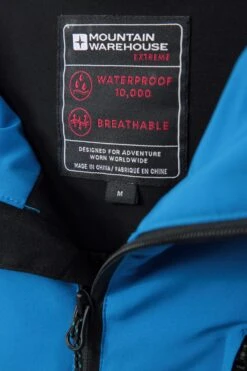 MOUNTAIN
WAREHOUSE
EXTREME
WATERPROOF
10,000
BREATHABLE
DESIGNED FOR ADVENTURE
WORN WORLDWIDE
MADE IN CHINA / FABRIQUÉ EN CHINE
M